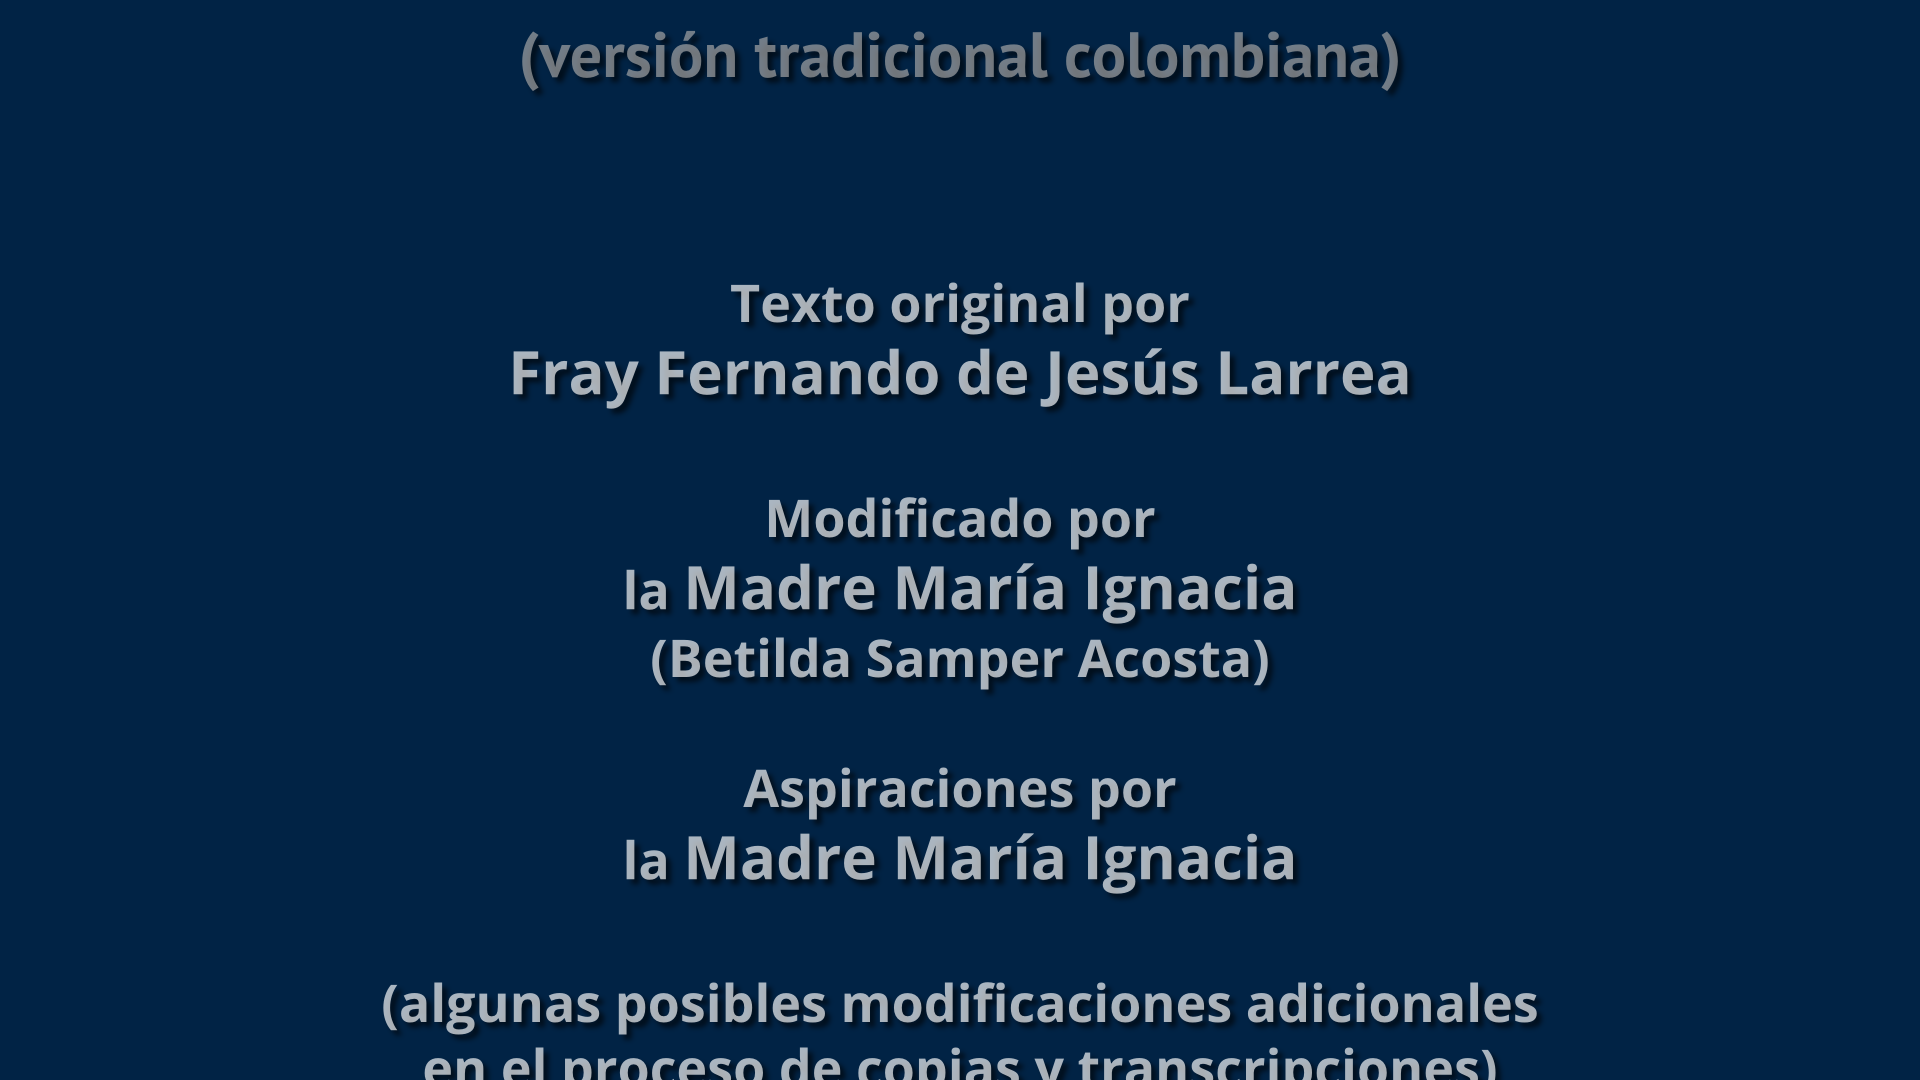 (versión tradicional colombiana)
Texto original por
Fray Fernando de Jesús Larrea
Modificado por
la Madre María Ignacia
(Betilda Samper Acosta)
Aspiraciones por
la Madre María Ignacia
(algunas posibles modificaciones adicionales
en el proceso de copias y transcripciones)